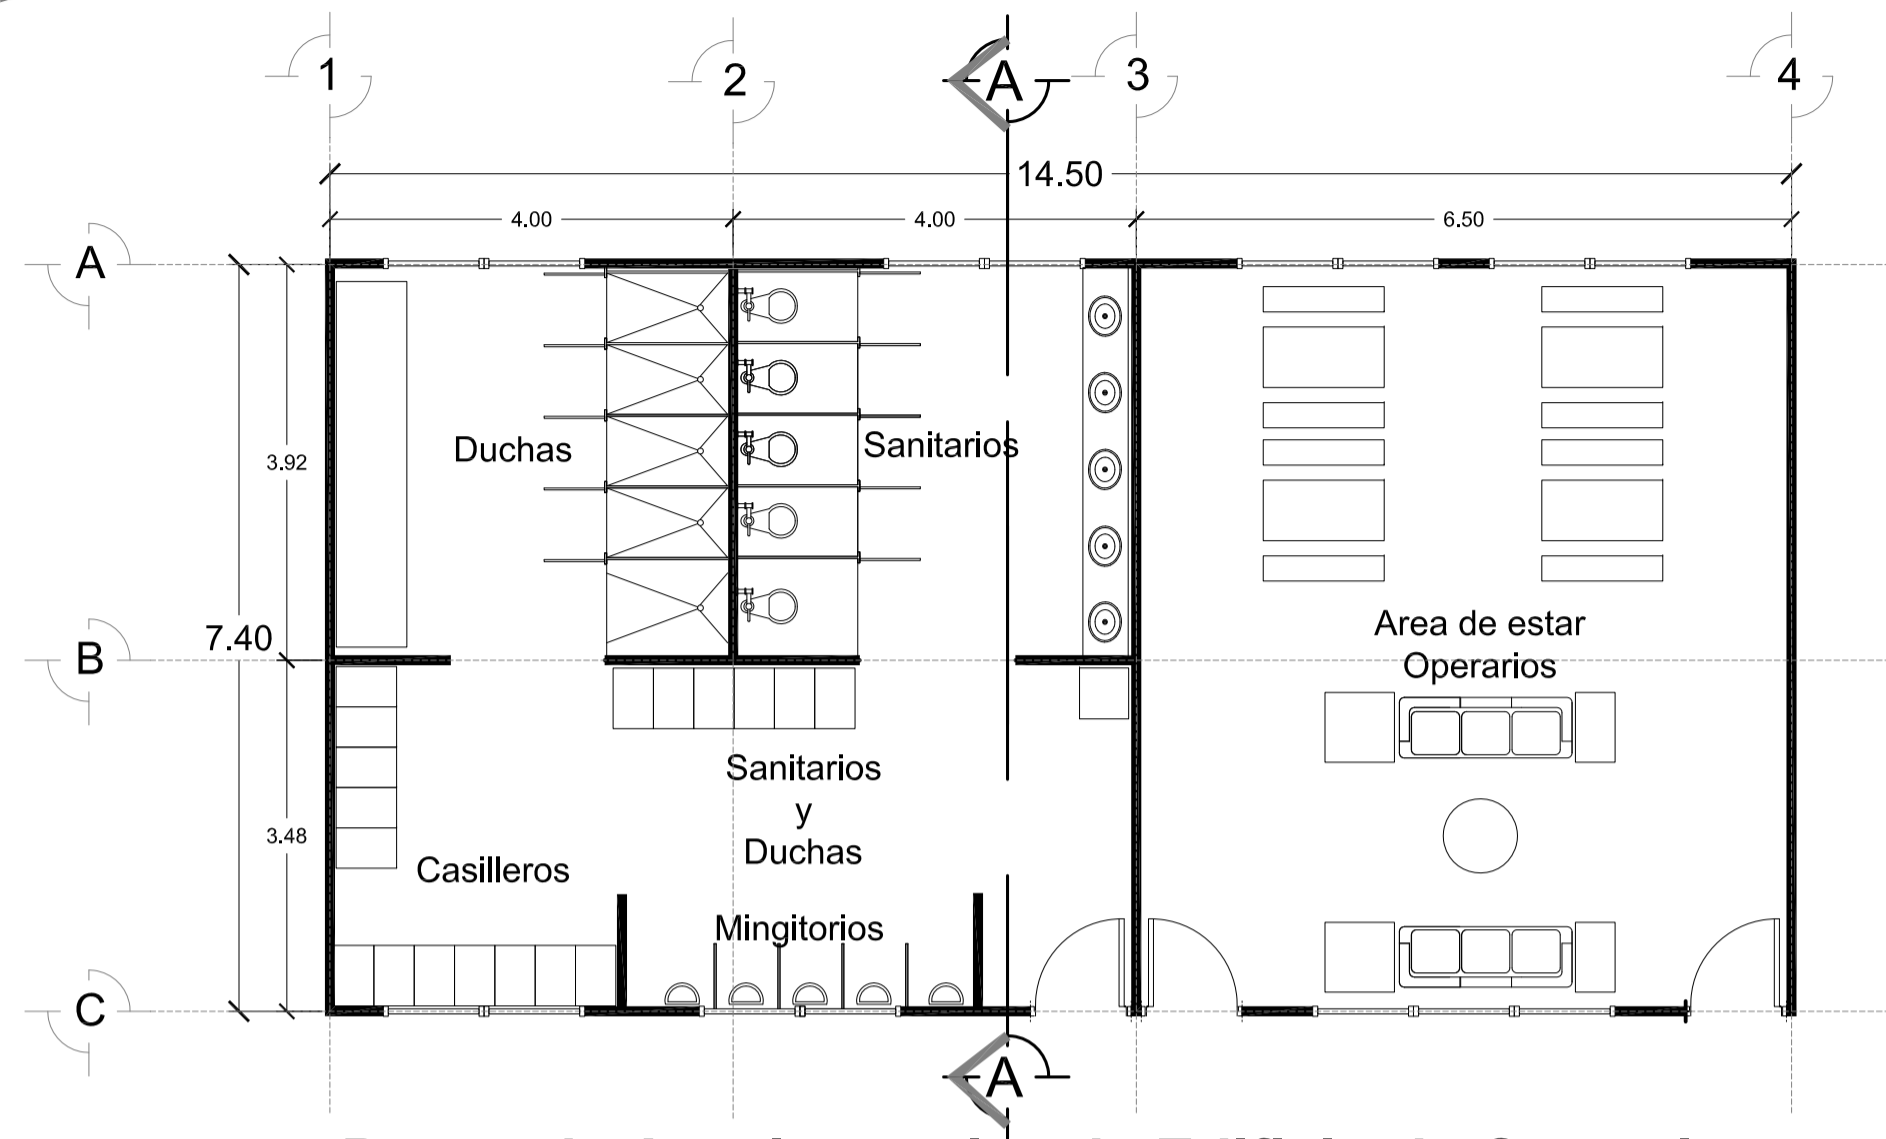 1
2
A
3
4
14.50
4.00
4.00
6.50
A
Duchas
Sanitarios
3.92
Area de estar
Operarios
7.40
B
Sanitarios
y
Duchas
3.48
Casilleros
Mingitorios
C
A